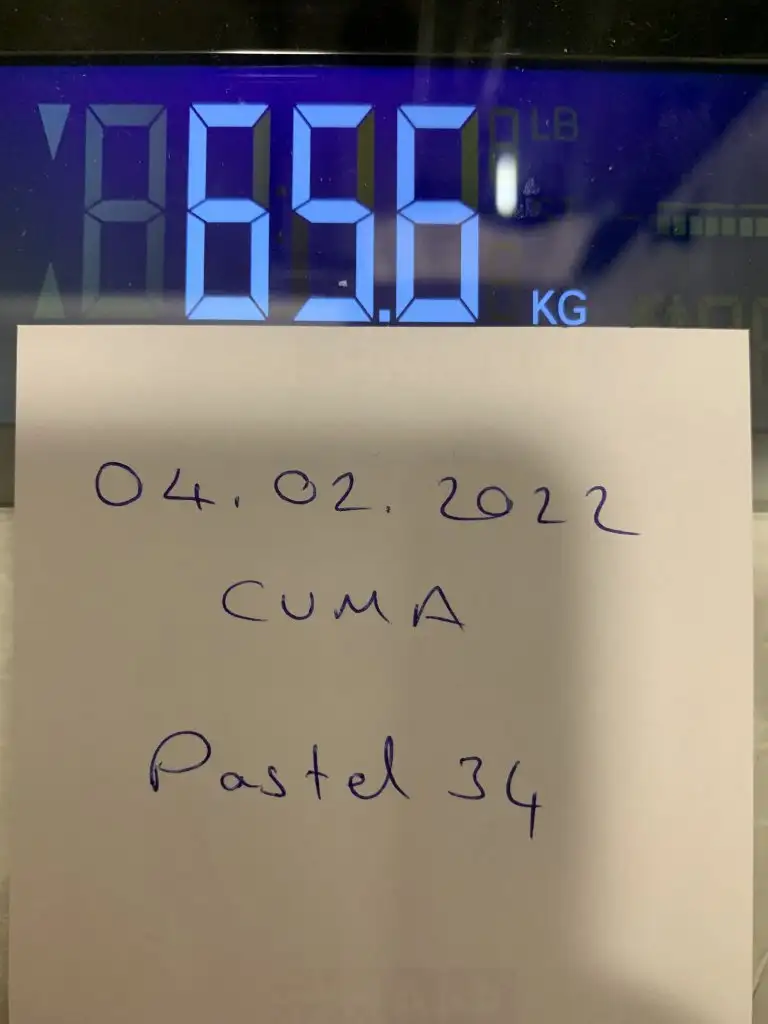 LB
65.6 KG
04.02.2022
CUMA
Pastel 34